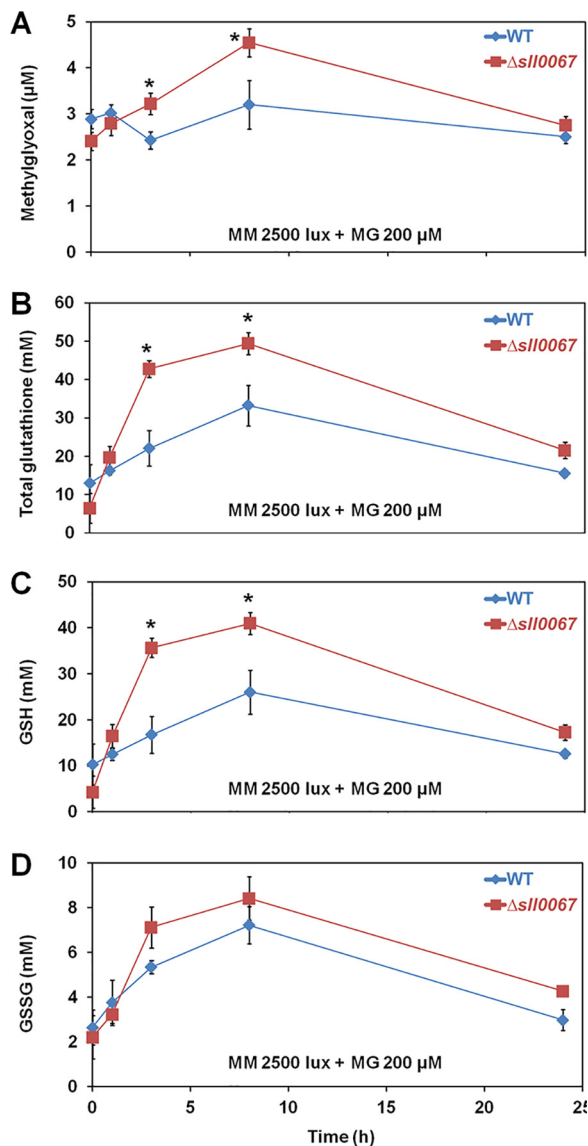 A
Methylglyoxal (µM)
5
4
3
2
1
0
*
*
WT
Δsll0067
MM 2500 lux + MG 200 µM
B
Total glutathione (mM)
60
50
40
30
20
10
0
*
*
WT
Δsll0067
MM 2500 lux + MG 200 µM
C
GSH (mM)
50
40
30
20
10
0
*
*
WT
Δsll0067
MM 2500 lux + MG 200 µM
D
GSSG (mM)
10
8
6
4
2
0
WT
Δsll0067
MM 2500 lux + MG 200 µM
0 5 10 15 20 25
Time (h)